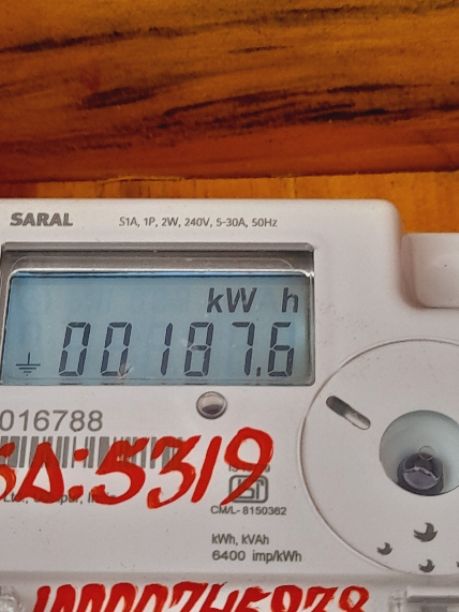 SARAL S1A, 1P, 2W, 240V, 5-30A, 50Hz
kW h
00187.6
016788
5319
CM/L- 8150362
kWh, kVAh
6400 imp/kWh